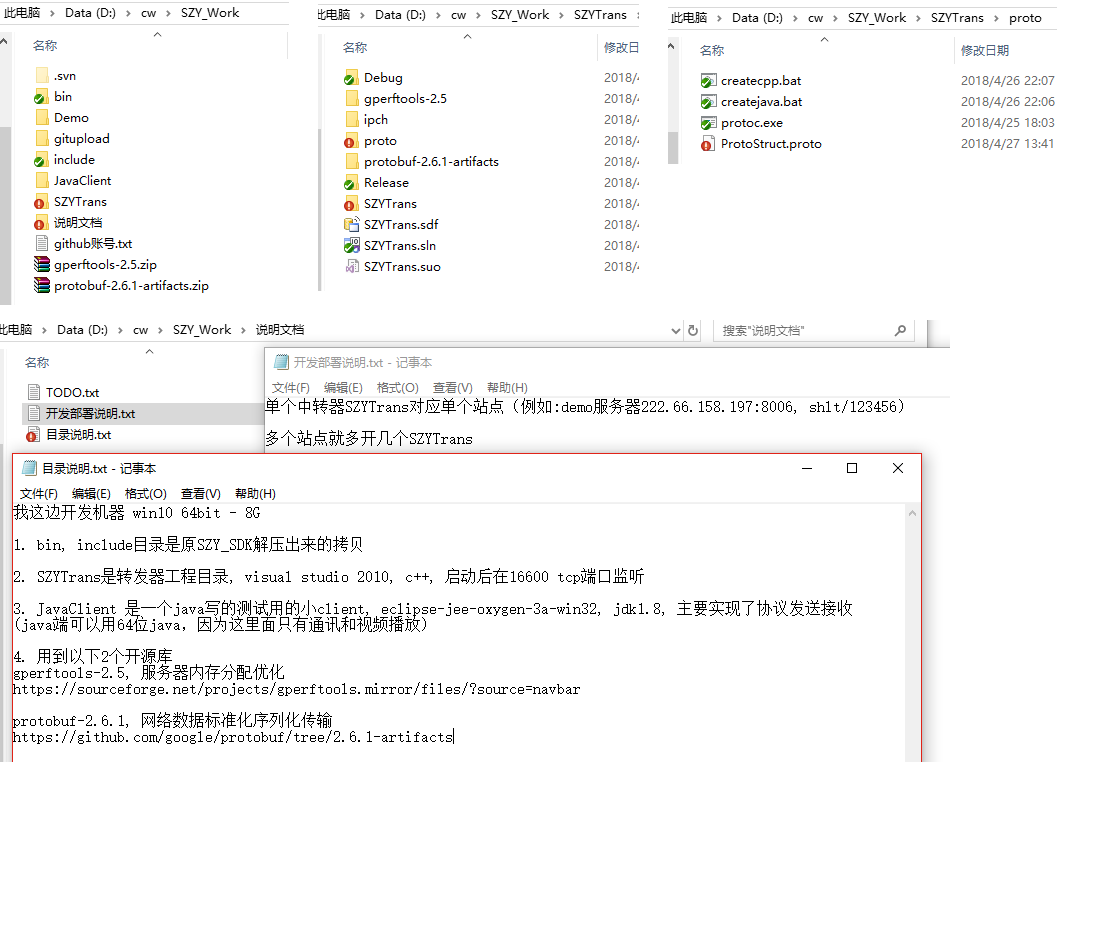 此电脑 › Data (D:) › cw › SZY_Work
名称
.svn
bin
Demo
gitupload
include
JavaClient
SZYTrans
说明文档
github账号.txt
gperftools-2.5.zip
protobuf-2.6.1-artifacts.zip
比电脑 › Data (D:) › cw › SZY_Work › SZYTrans ›
名称 修改日
Debug 2018/4
gperftools-2.5 2018/4
ipch 2018/4
proto 2018/4
protobuf-2.6.1-artifacts 2018/4
Release 2018/4
SZYTrans 2018/4
SZYTrans.sdf 2018/4
SZYTrans.sln 2018/4
SZYTrans.suo 2018/4
此电脑 › Data (D:) › cw › SZY_Work › SZYTrans › proto
名称 修改日期
createcpp.bat 2018/4/26 22:07
createjava.bat 2018/4/26 22:06
protoc.exe 2018/4/25 18:03
ProtoStruct.proto 2018/4/27 13:41
比电脑 › Data (D:) › cw › SZY_Work › 说明文档 搜索"说明文档"
名称
TODO.txt
开发部署说明.txt
目录说明.txt
开发部署说明.txt - 记事本
文件(F) 编辑(E) 格式(O) 查看(V) 帮助(H)
单个中转器SZYTrans对应单个站点（例如:demo服务器222.66.158.197:8006, shlt/123456）
多个站点就多开几个SZYTrans
目录说明.txt - 记事本
文件(F) 编辑(E) 格式(O) 查看(V) 帮助(H)
我这边开发机器 win10 64bit - 8G
1. bin, include目录是原SZY_SDK解压出来的拷贝
2. SZYTrans是转发器工程目录, visual studio 2010, c++, 启动后在16600 tcp端口监听
3. JavaClient 是一个java写的测试用的小client, eclipse-jee-oxygen-3a-win32, jdk1.8, 主要实现了协议发送接收
(java端可以用64位java，因为这里面只有通讯和视频播放)
4. 用到以下2个开源库
gperftools-2.5, 服务器内存分配优化
https://sourceforge.net/projects/gperftools.mirror/files/?source=navbar
protobuf-2.6.1, 网络数据标准化序列化传输
https://github.com/google/protobuf/tree/2.6.1-artifacts